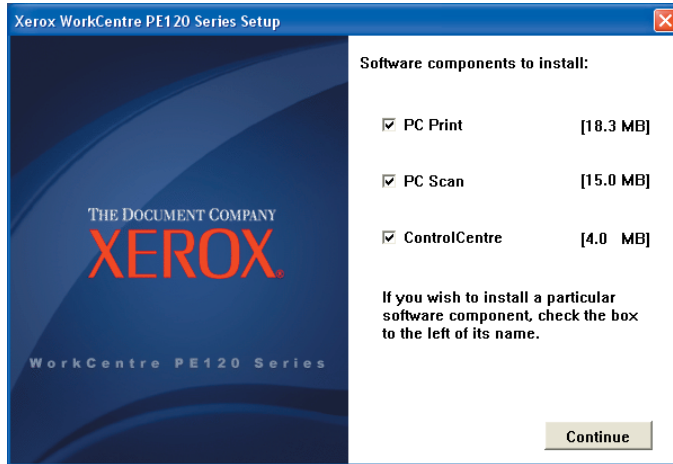 Xerox WorkCentre PE120 Series Setup
THE DOCUMENT COMPANY
XEROX®
WorkCentre PE120 Series
Software components to install:
PC Print [18.3 MB]
PC Scan [15.0 MB]
ControlCentre [4.0 MB]
If you wish to install a particular
software component, check the box
to the left of its name.
Continue